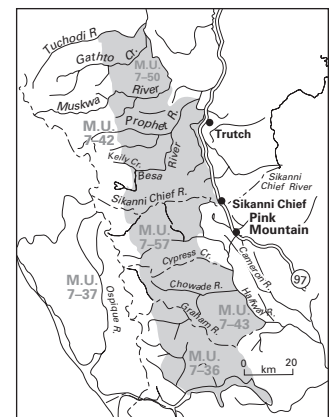 Tuchodi R.
Gathto Cr.
M.U.
7–50
Muskwa River
Prophet R.
M.U.
7–42
Trutch
Keily Cr.
Besa River
Sikanni
Chief River
Sikanni Chief R.
Sikanni Chief
Pink
Mountain
M.U.
7–57
Cypress Cr.
Cameron R.
97
M.U.
7–37
Ospique R.
Chowade R.
Halfway R.
M.U.
7–43
Graham R.
M.U.
7–36
0 20
km